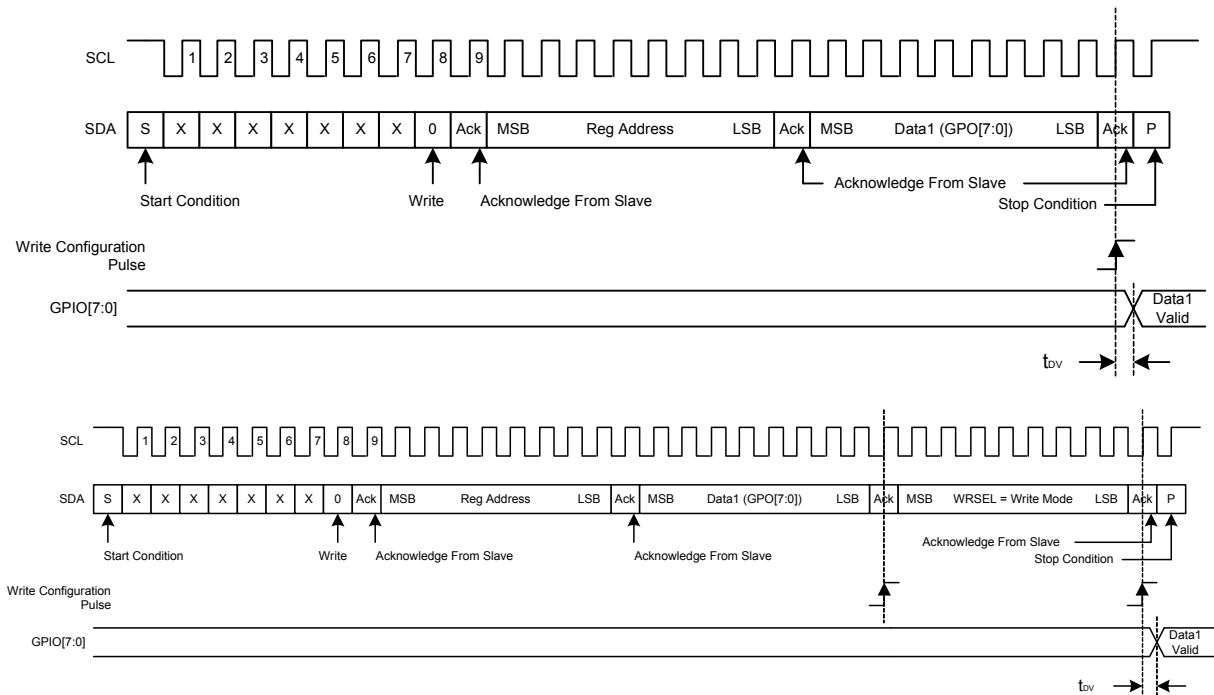 SCL 1 2 3 4 5 6 7 8 9
SDA S X X X X X X X 0 Ack MSB Reg Address LSB Ack MSB Data1 (GPO[7:0]) LSB Ack P
Start Condition Write Acknowledge From Slave Acknowledge From Slave
Stop Condition
Write Configuration
Pulse
GPIO[7:0] Data1
Valid
tDV
SCL 1 2 3 4 5 6 7 8 9
SDA S X X X X X X X 0 Ack MSB Reg Address LSB Ack MSB Data1 (GPO[7:0]) LSB Ack MSB WRSEL = Write Mode LSB Ack P
Acknowledge From Slave
Start Condition Write Acknowledge From Slave Acknowledge From Slave Stop Condition
Write Configuration
Pulse
GPIO[7:0] Data1
Valid
tDV